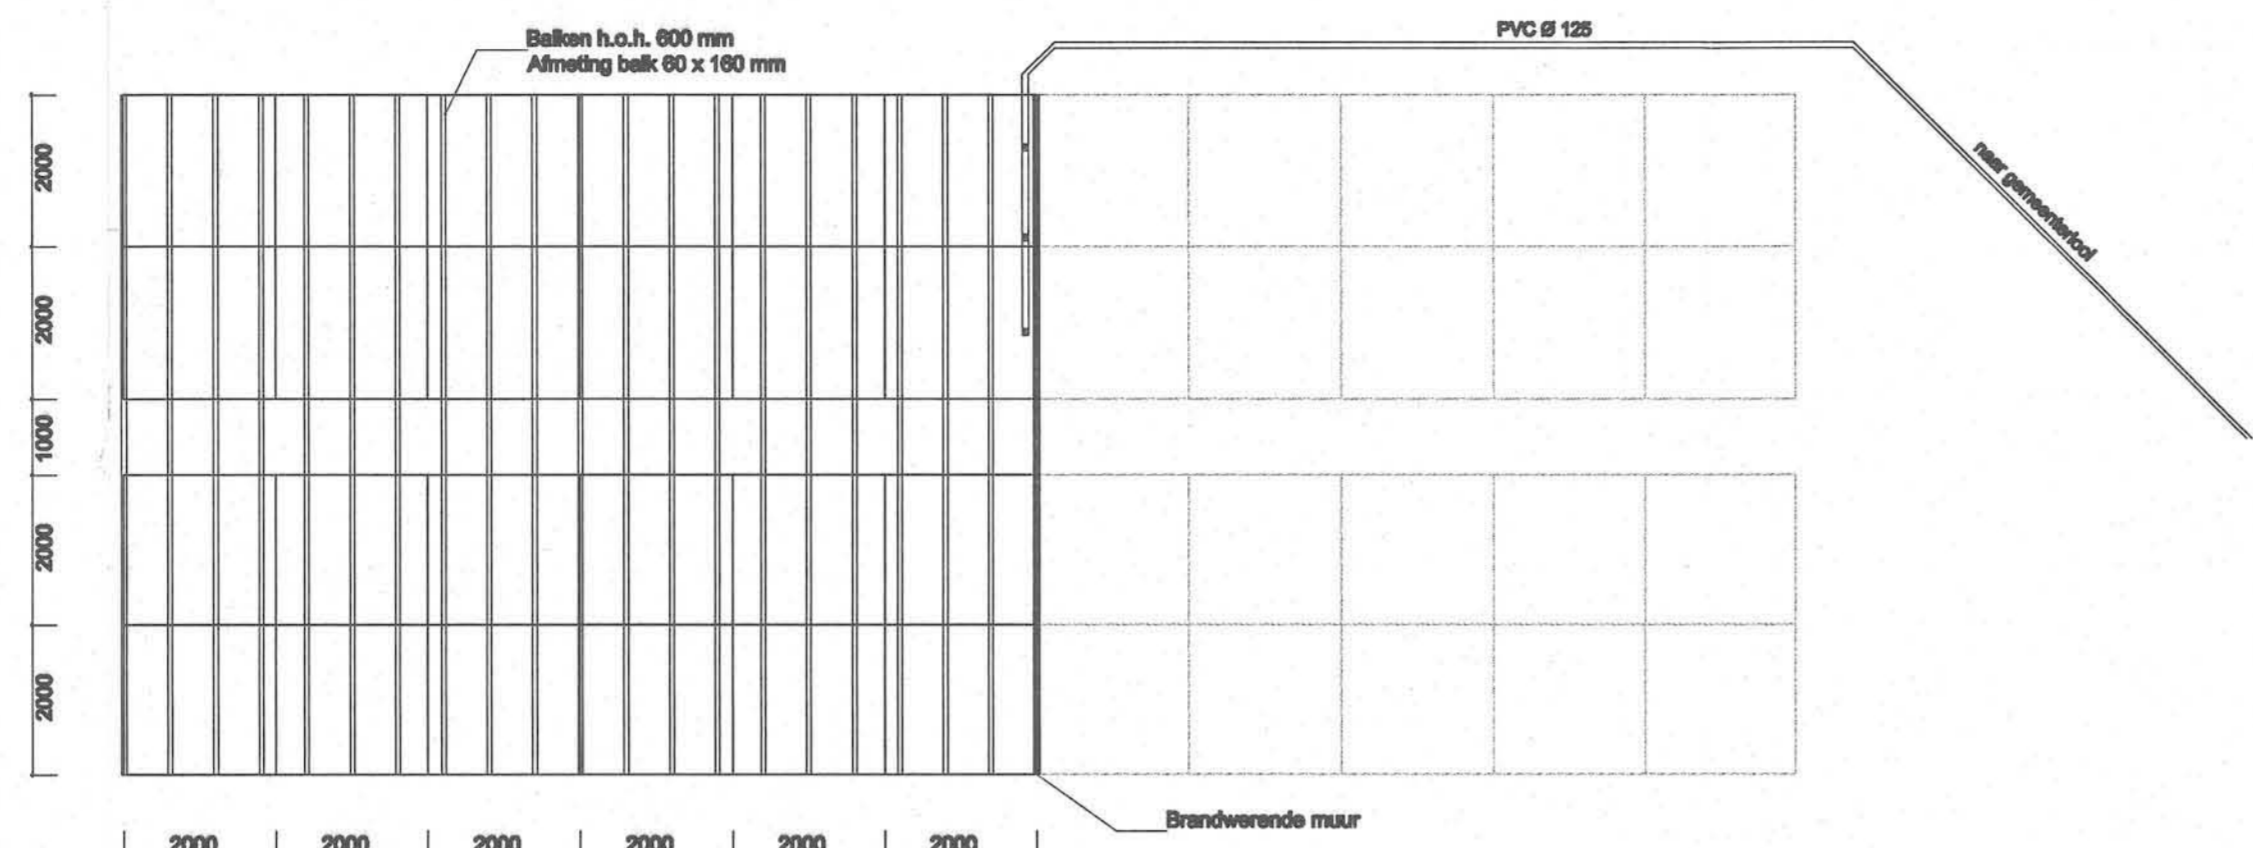 PVC Ø 125
Balken h.o.h. 600 mm
Afmeting balk 60 x 160 mm
naar gemeenteriool
2000
2000
1000
2000
2000
Brandwerende muur
2000 2000 2000 2000 2000 2000